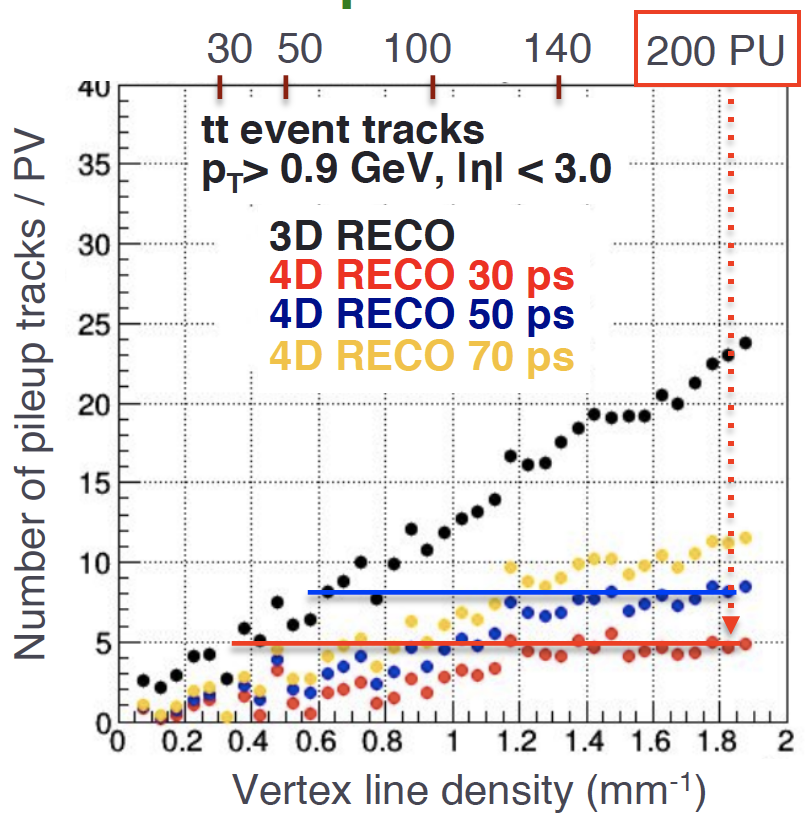 30 50 100 140 200 PU
tt event tracks
pT> 0.9 GeV, |η| < 3.0
3D RECO
4D RECO 30 ps
4D RECO 50 ps
4D RECO 70 ps
Number of pileup tracks / PV
40
35
30
25
20
15
10
5
0
0 0.2 0.4 0.6 0.8 1 1.2 1.4 1.6 1.8 2
Vertex line density (mm⁻¹)